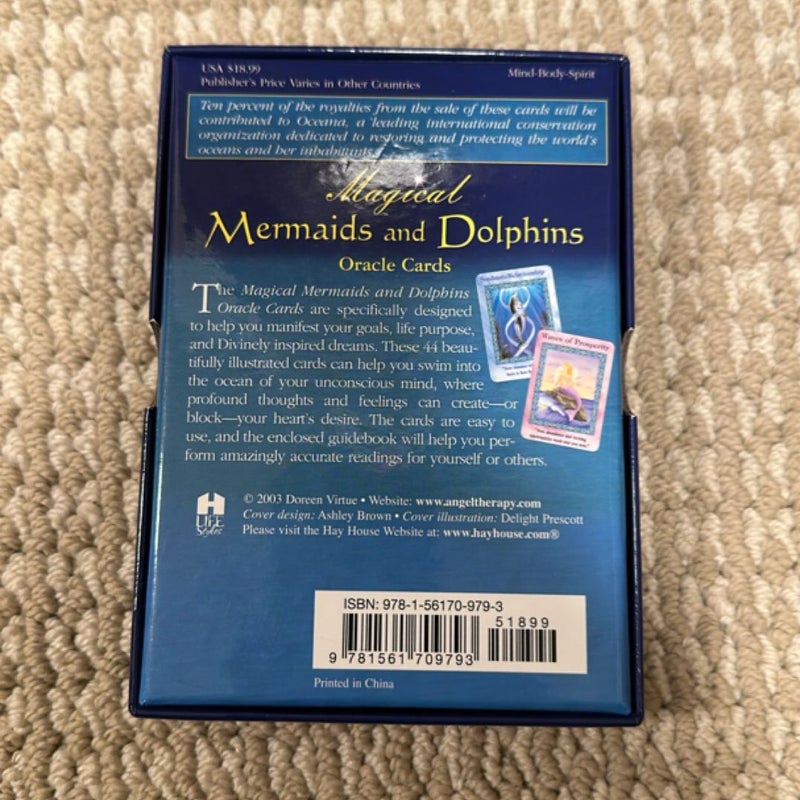 USA $18.99
Publisher's Price Varies in Other Countries
Mind-Body-Spirit
Ten percent of the royalties from the sale of these cards will be
contributed to Oceana, a leading international conservation
organization dedicated to restoring and protecting the world's
oceans and her inhabitants.
Magical
Mermaids and Dolphins
Oracle Cards
The Magical Mermaids and Dolphins
Oracle Cards are specifically designed
to help you manifest your goals, life purpose,
and Divinely inspired dreams. These 44 beau-
tifully illustrated cards can help you swim into
the ocean of your unconscious mind, where
profound thoughts and feelings can create—or
block—your heart's desire. The cards are easy to
use, and the enclosed guidebook will help you per-
form amazingly accurate readings for yourself or others.
Waves of Prosperity
H
LIFE
Styles
© 2003 Doreen Virtue • Website: www.angeltherapy.com
Cover design: Ashley Brown • Cover illustration: Delight Prescott
Please visit the Hay House Website at: www.hayhouse.com®
ISBN: 978-1-56170-979-3
51899
9 781561 709793
Printed in China